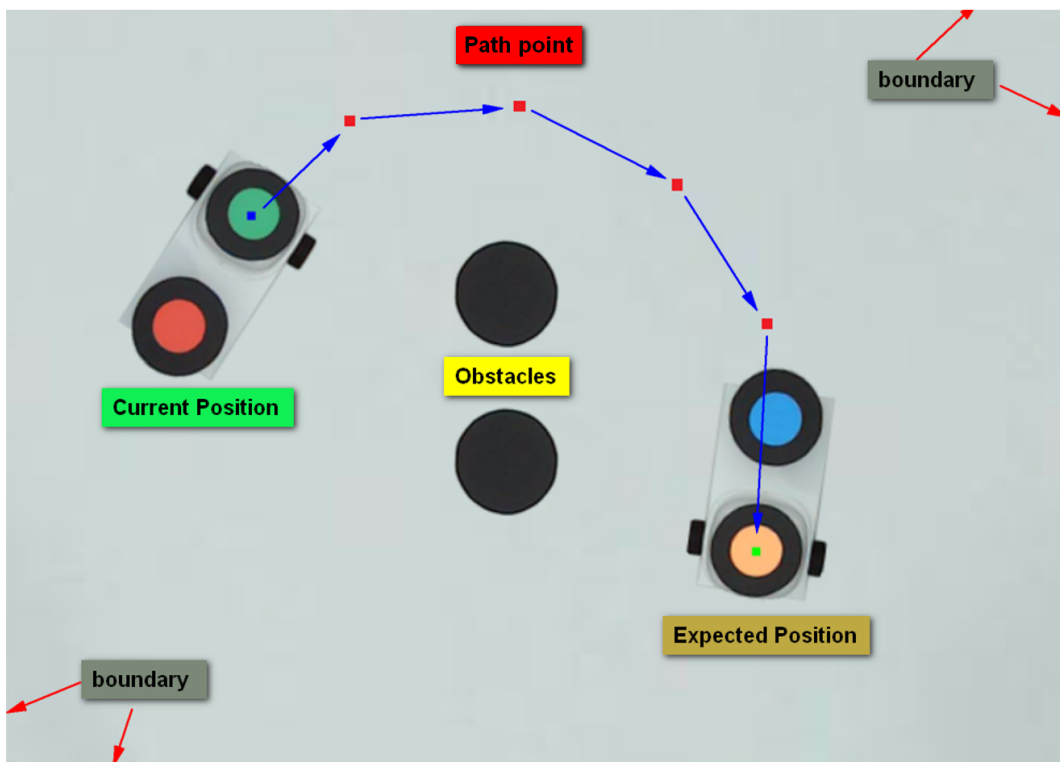 Path point
boundary
Obstacles
Current Position
Expected Position
boundary